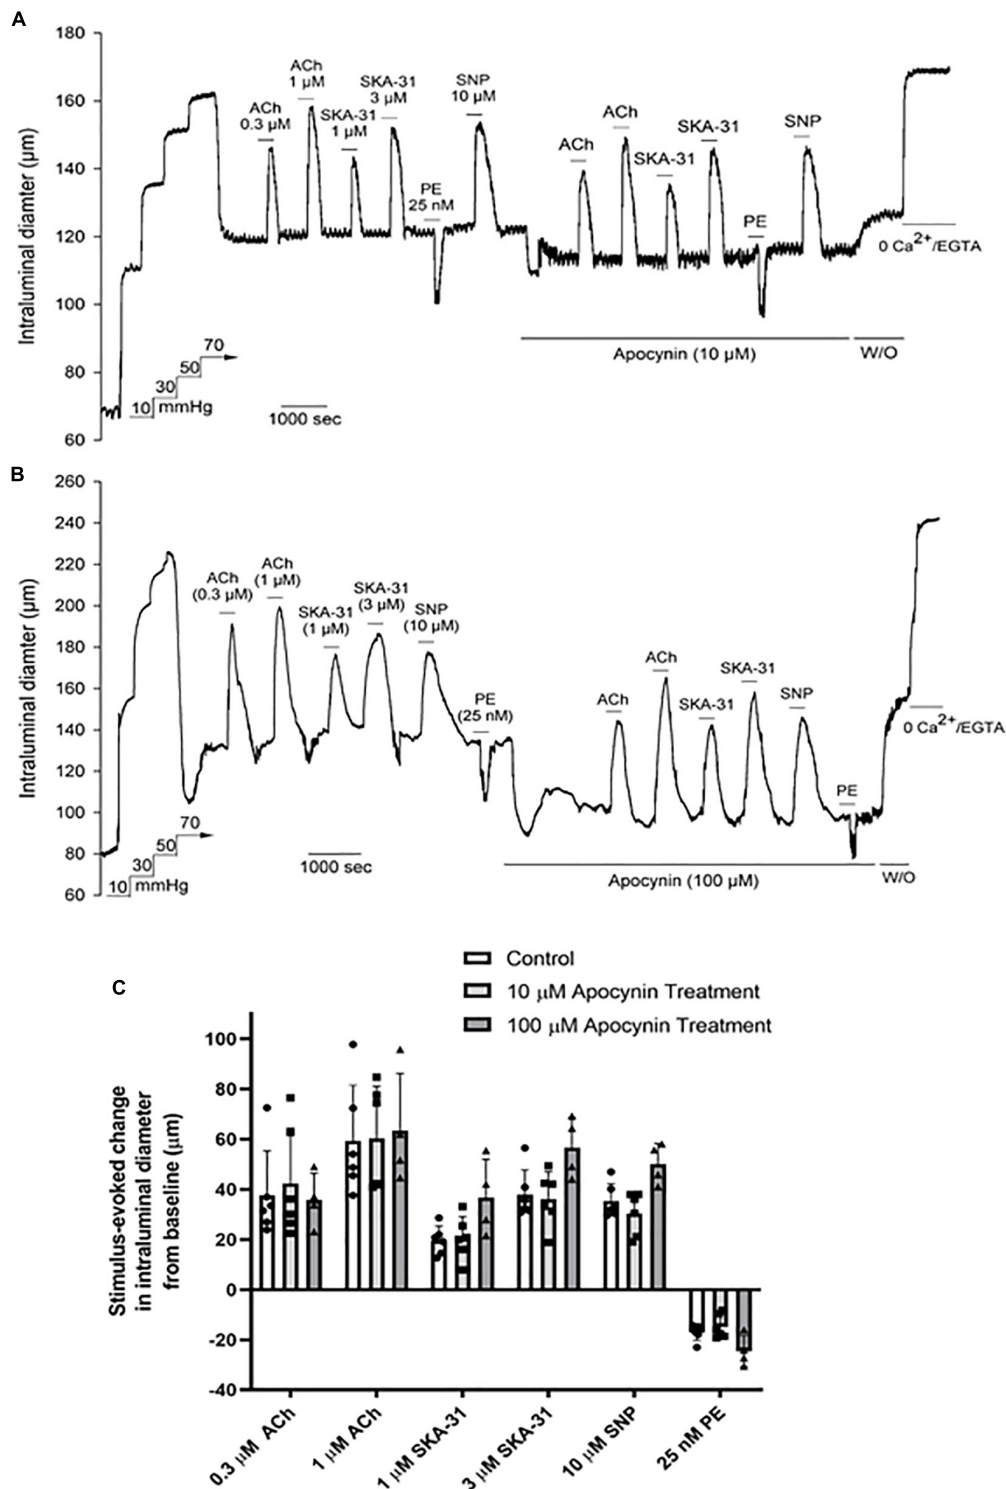 A
180
160
140
120
100
80
60
Intraluminal diamter (μm)
10
30
50
70
mmHg
ACh
0.3 μM
ACh
1 μM
SKA-31
1 μM
SKA-31
3 μM
PE
25 nM
SNP
10 μM
ACh
ACh
SKA-31
SKA-31
PE
SNP
0 Ca2+/EGTA
1000 sec
Apocynin (10 μM)
W/O
B
260
240
220
200
180
160
140
120
100
80
60
Intraluminal diamter (μm)
10
30
50
70
mmHg
ACh
(0.3 μM)
ACh
(1 μM)
SKA-31
(1 μM)
SKA-31
(3 μM)
SNP
(10 μM)
PE
(25 nM)
ACh
ACh
SKA-31
SKA-31
SNP
PE
0 Ca2+/EGTA
1000 sec
Apocynin (100 μM)
W/O
C
Control
10 μM Apocynin Treatment
100 μM Apocynin Treatment
Stimulus-evoked change
in intraluminal diameter
from baseline (μm)
100
80
60
40
20
0
-20
-40
0.3 μM ACh
1 μM ACh
1 μM SKA-31
3 μM SKA-31
10 μM SNP
25 nM PE